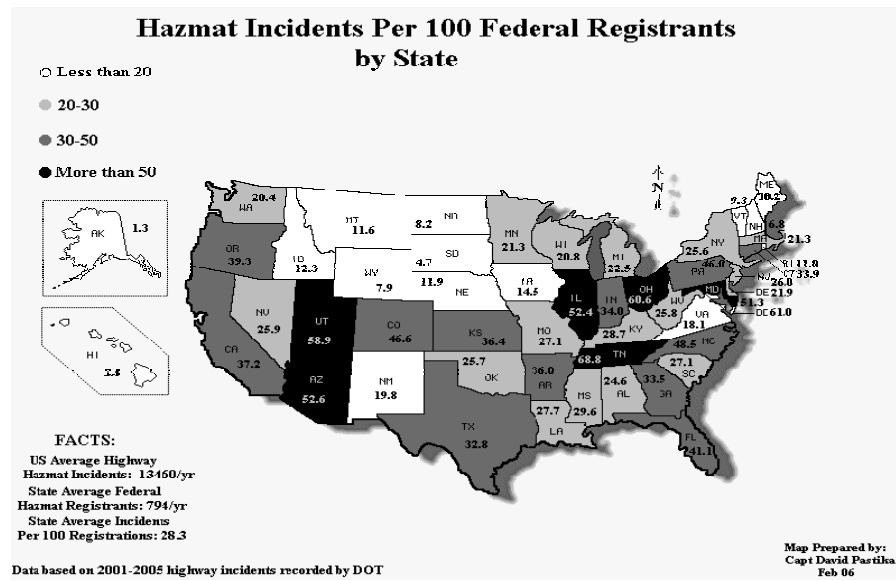 Hazmat Incidents Per 100 Federal Registrants
by State
Less than 20
20-30
30-50
More than 50
AK
1.3
HI
WA
20.4
OR
39.3
CA
37.2
NV
25.9
ID
12.3
MT
11.6
WY
7.9
UT
58.9
AZ
52.6
CO
46.6
NM
19.8
ND
8.2
SD
4.7
11.9
NE
KS
36.4
25.7
OK
TX
32.8
MN
21.3
IA
14.5
MO
27.1
36.0
AR
27.7
LA
WI
20.8
IL
52.4
MI
22.5
IN
34.0
OH
60.6
28.7
KY
68.8
TN
MS
29.6
24.6
AL
33.5
GA
FL
41.1
27.1
SC
48.5
NC
18.1
VA
WV
25.8
PA
46.0
25.6
NY
9.3
VT
NH
ME
10.2
6.8
MA
21.3
RI
CT 33.9
NJ
26.0
DE 21.9
MD
51.3
DC 61.0
N
FACTS:
US Average Highway
Hazmat Incidents: 13460/yr
State Average Federal
Hazmat Registrants: 794/yr
State Average Incidents
Per 100 Registrations: 28.3
Data based on 2001-2005 highway incidents recorded by DOT
Map Prepared by:
Capt David Pastika
Feb 06